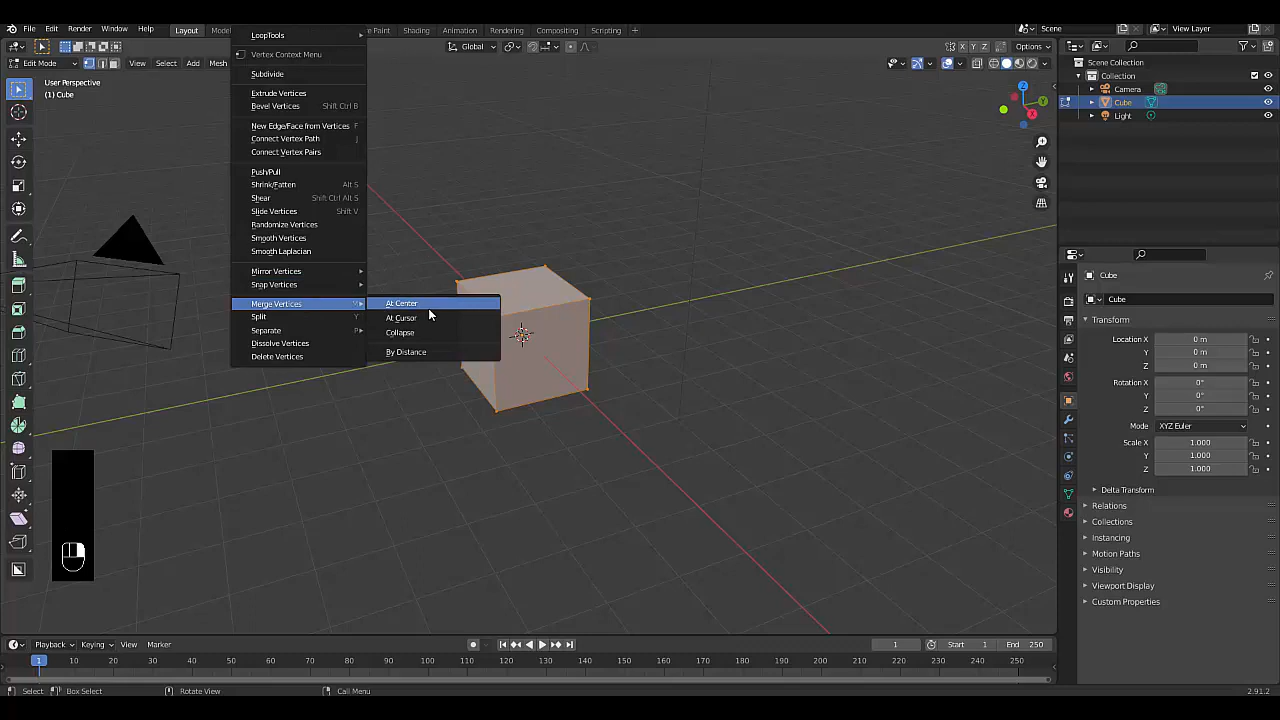 File Edit Render Window Help Layout Model e Paint Shading Animation Rendering Compositing Scripting + Scene View Layer
Global X Y Z Options
Edit Mode View Select Add Mesh
User Perspective
(1) Cube
LoopTools
Vertex Context Menu
Subdivide
Extrude Vertices
Bevel Vertices Shift Ctrl B
New Edge/Face from Vertices F
Connect Vertex Path J
Connect Vertex Pairs
Push/Pull
Shrink/Fatten Alt S
Shear Shift Ctrl Alt S
Slide Vertices Shift V
Randomize Vertices
Smooth Vertices
Smooth Laplacian
Mirror Vertices
Snap Vertices
Merge Vertices M
Split Y
Separate P
Dissolve Vertices
Delete Vertices
At Center
At Cursor
Collapse
By Distance
Z
Y
X
Scene Collection
Collection
Camera
Cube
Light
Cube
Cube
Transform
Location X 0 m
Y 0 m
Z 0 m
Rotation X 0°
Y 0°
Z 0°
Mode XYZ Euler
Scale X 1.000
Y 1.000
Z 1.000
Delta Transform
Relations
Collections
Instancing
Motion Paths
Visibility
Viewport Display
Custom Properties
Playback Keying View Marker 1 Start 1 End 250
1 10 20 30 40 50 60 70 80 90 100 110 120 130 140 150 160 170 180 190 200 210 220 230 240 250
Select Box Select Rotate View Call Menu 2.91.2